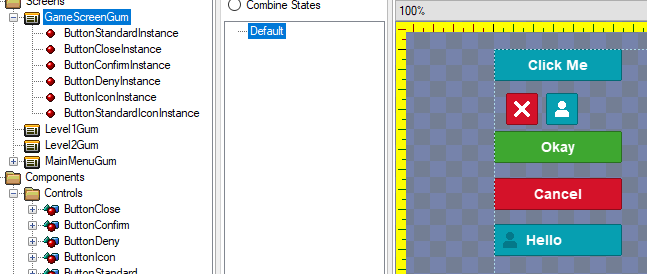 Screens
GameScreenGum
ButtonStandardInstance
ButtonCloseInstance
ButtonConfirmInstance
ButtonDenyInstance
ButtonIconInstance
ButtonStandardIconInstance
Level1Gum
Level2Gum
MainMenuGum
Components
Controls
ButtonClose
ButtonConfirm
ButtonDeny
ButtonIcon
ButtonStandard
Combine States
Default
100%
Click Me
Okay
Cancel
Hello